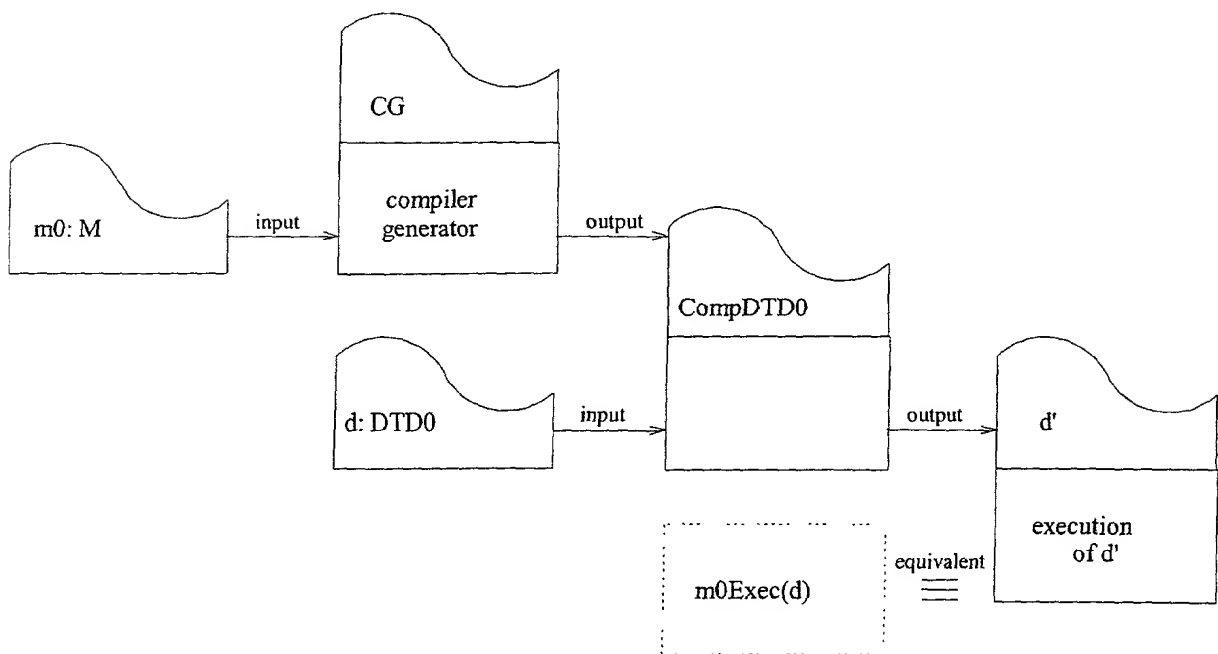 CG
compiler
generator
m0: M
input
output
CompDTD0
d: DTD0
input
output
d'
execution
of d'
m0Exec(d)
equivalent